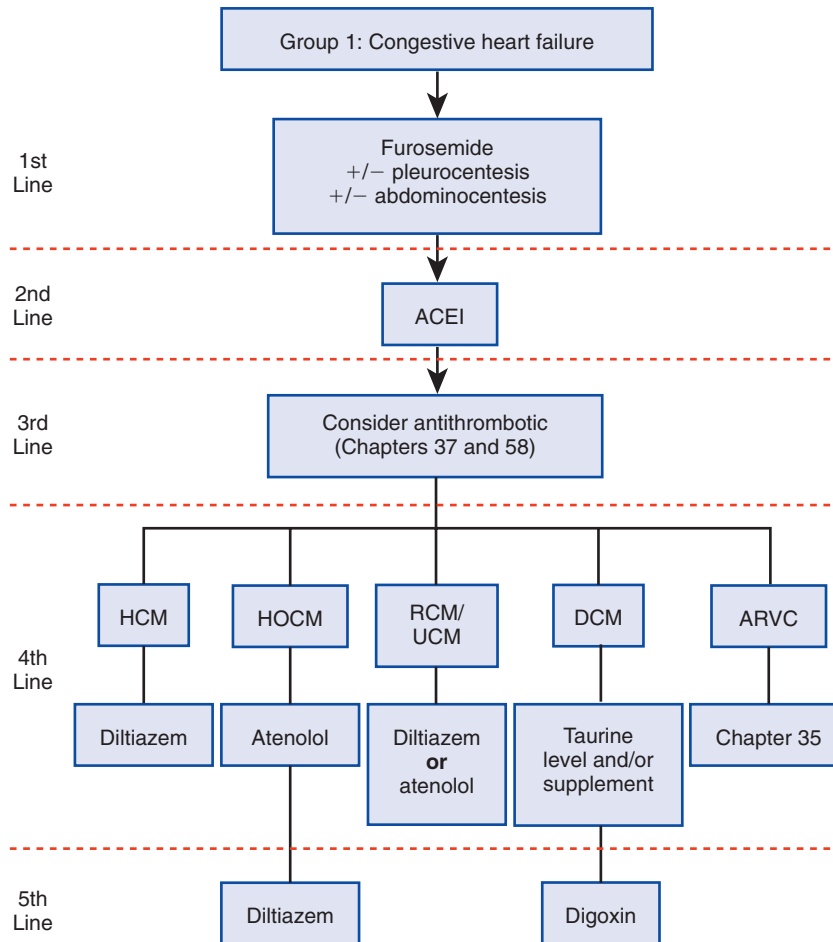 Group 1: Congestive heart failure
1st
Line
Furosemide
+/− pleurocentesis
+/− abdominocentesis
2nd
Line
ACEI
3rd
Line
Consider antithrombotic
(Chapters 37 and 58)
4th
Line
HCM
HOCM
RCM/
UCM
DCM
ARVC
Diltiazem
Atenolol
Diltiazem
or
atenolol
Taurine
level and/or
supplement
Chapter 35
5th
Line
Diltiazem
Digoxin